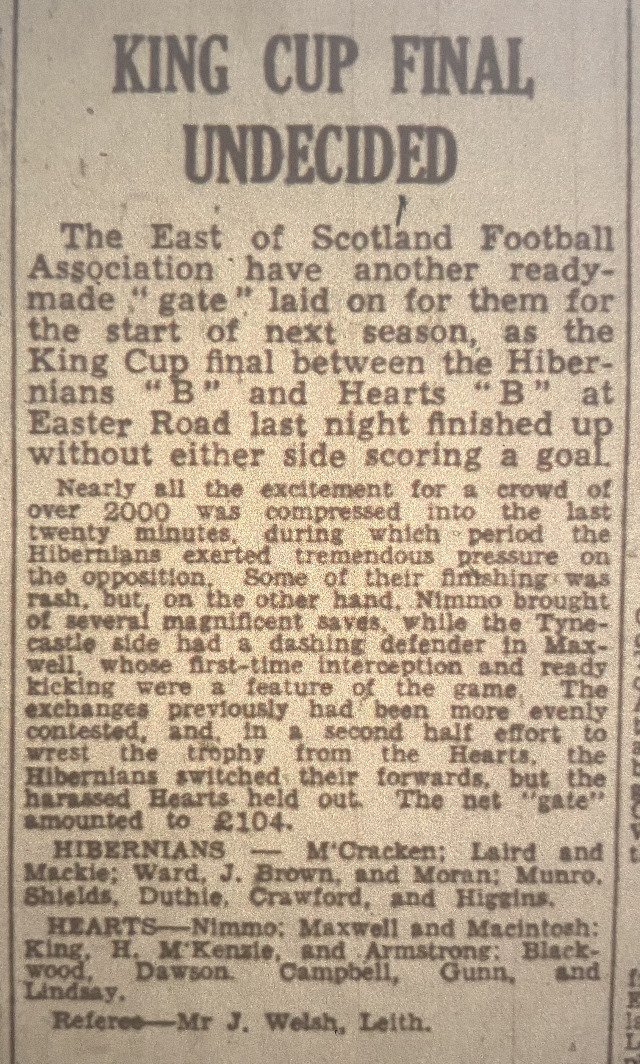 KING CUP FINAL
UNDECIDED
The East of Scotland Football
Association have another ready-
made "gate" laid on for them for
the start of next season, as the
King Cup final between the Hiber-
nians "B" and Hearts "B" at
Easter Road last night finished up
without either side scoring a goal.
Nearly all the excitement for a crowd of
over 2000 was compressed into the last
twenty minutes, during which period the
Hibernians exerted tremendous pressure on
the opposition. Some of their finishing was
rash, but, on the other hand, Nimmo brought
of several magnificent saves, while the Tyne-
castle side had a dashing defender in Max-
well, whose first-time interception and ready
kicking were a feature of the game. The
exchanges previously had been more evenly
contested, and, in a second half effort to
wrest the trophy from the Hearts, the
Hibernians switched their forwards, but the
harassed Hearts held out. The net "gate"
amounted to £104.
HIBERNIANS — M'Cracken; Laird and
Mackie; Ward, J. Brown, and Moran; Munro,
Shields, Duthie, Crawford, and Higgins.
HEARTS—Nimmo; Maxwell and Macintosh;
King, H. M'Kenzie, and Armstrong; Black-
wood, Dawson, Campbell, Gunn, and
Lindsay.
Referee—Mr J. Welsh, Leith.